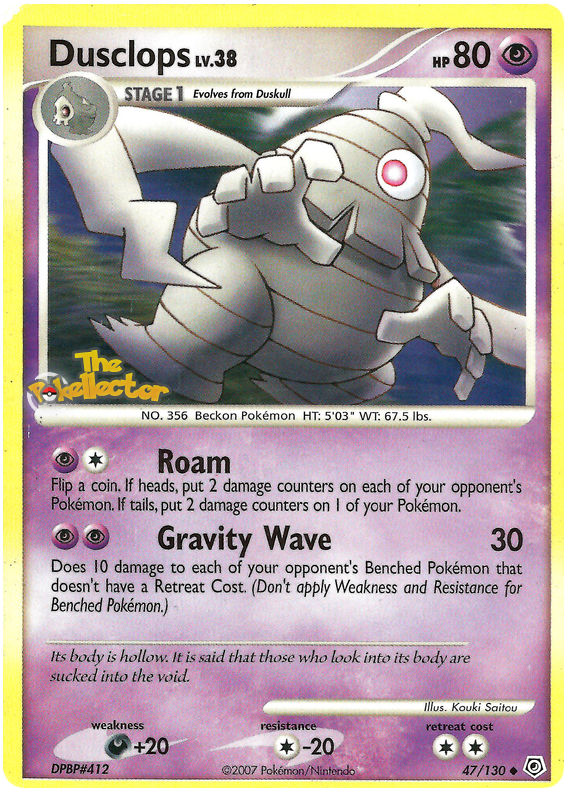 Dusclops LV.38 HP 80
STAGE 1 Evolves from Duskull
The
Pokellector
NO. 356 Beckon Pokémon HT: 5'03" WT: 67.5 lbs.
Roam
Flip a coin. If heads, put 2 damage counters on each of your opponent's
Pokémon. If tails, put 2 damage counters on 1 of your Pokémon.
Gravity Wave 30
Does 10 damage to each of your opponent's Benched Pokémon that
doesn't have a Retreat Cost. (Don't apply Weakness and Resistance for
Benched Pokémon.)
Its body is hollow. It is said that those who look into its body are
sucked into the void.
Illus. Kouki Saitou
weakness resistance retreat cost
+20 -20
DPBP#412 ©2007 Pokémon/Nintendo 47/130